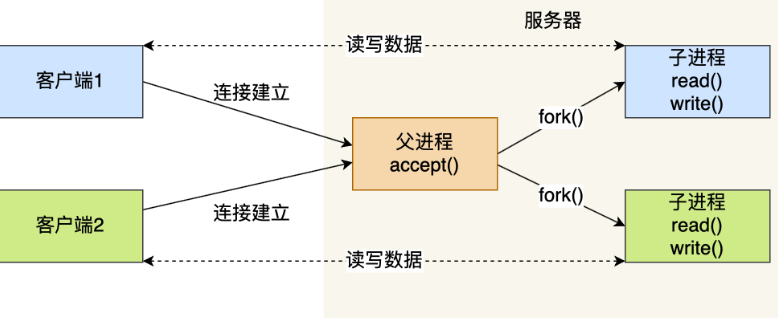 服务器
读写数据
客户端1
子进程
read()
write()
连接建立
fork()
父进程
accept()
fork()
客户端2
连接建立
子进程
read()
write()
读写数据